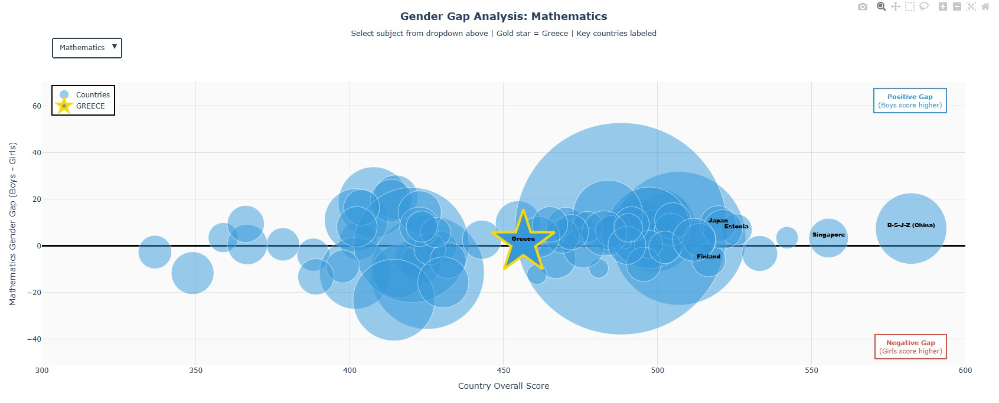 Gender Gap Analysis: Mathematics
Select subject from dropdown above | Gold star = Greece | Key countries labeled
Mathematics ▼
Countries
GREECE
Positive Gap
(Boys score higher)
Mathematics Gender Gap (Boys – Girls)
60
40
20
0
−20
−40
Japan
Estonia
B-S-J-Z (China)
Singapore
Greece
Finland
Negative Gap
(Girls score higher)
300
350
400
450
500
550
600
Country Overall Score